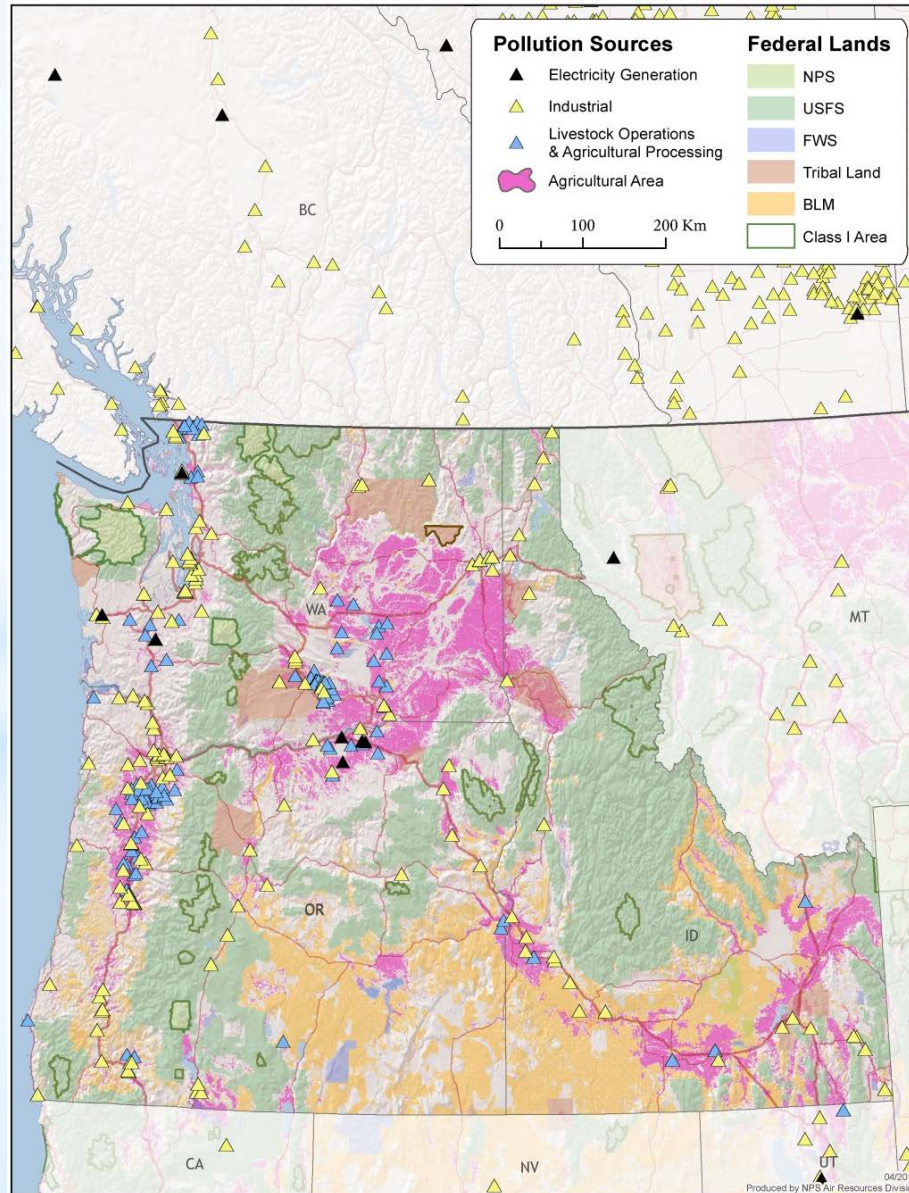 Pollution Sources
Electricity Generation
Industrial
Livestock Operations
& Agricultural Processing
Agricultural Area
0 100 200 Km
Federal Lands
NPS
USFS
FWS
Tribal Land
BLM
Class I Area
BC
WA
MT
OR
ID
CA
NV
UT
04/20
Produced by NPS Air Resources Divisi